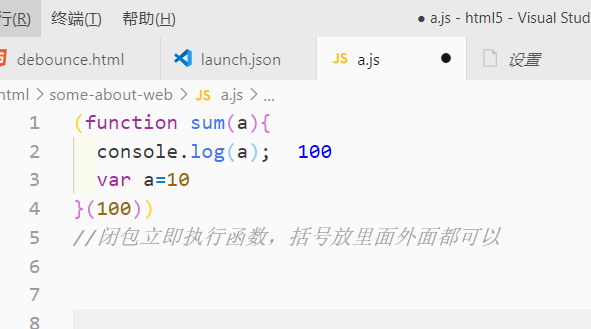 行(R) 终端(T) 帮助(H) ● a.js - html5 - Visual Stud
debounce.html launch.json JS a.js ● 设置
html > some-about-web > JS a.js > ...
1 (function sum(a){
2 console.log(a); 100
3 var a=10
4 }(100))
5 //闭包立即执行函数，括号放里面外面都可以
6
7
8